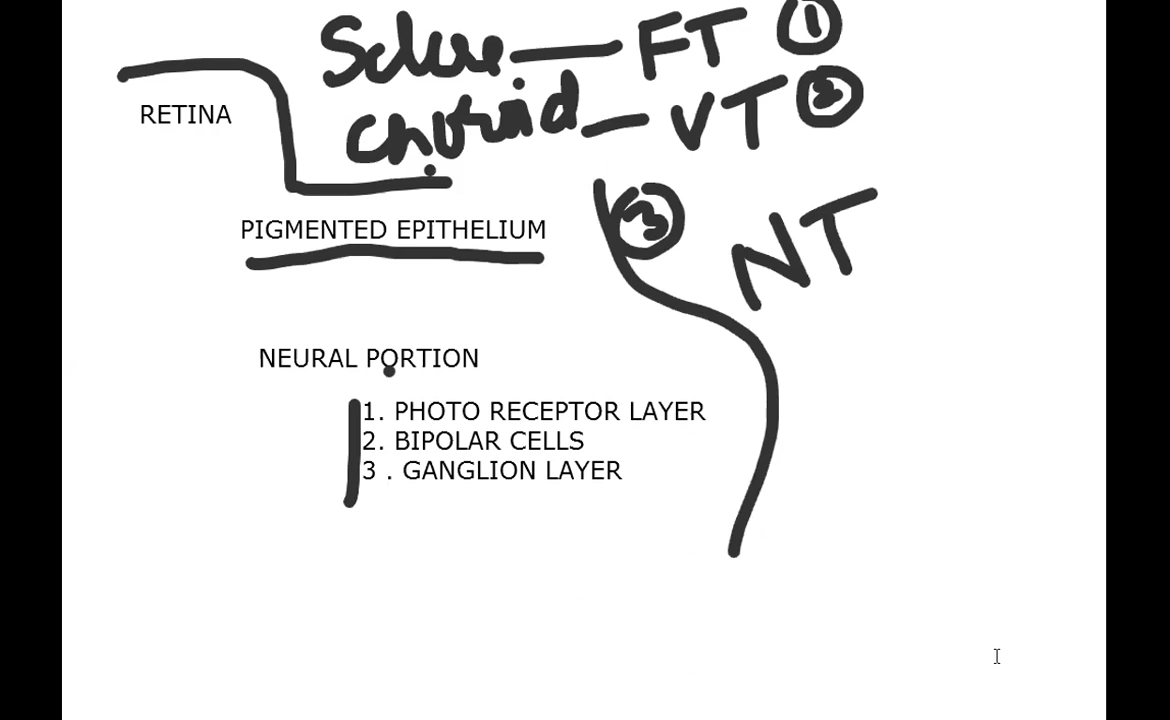 Sclera — FT ①
RETINA
Choroid — VT ②
PIGMENTED EPITHELIUM
③ NT
NEURAL PORTION
1. PHOTO RECEPTOR LAYER
2. BIPOLAR CELLS
3 . GANGLION LAYER